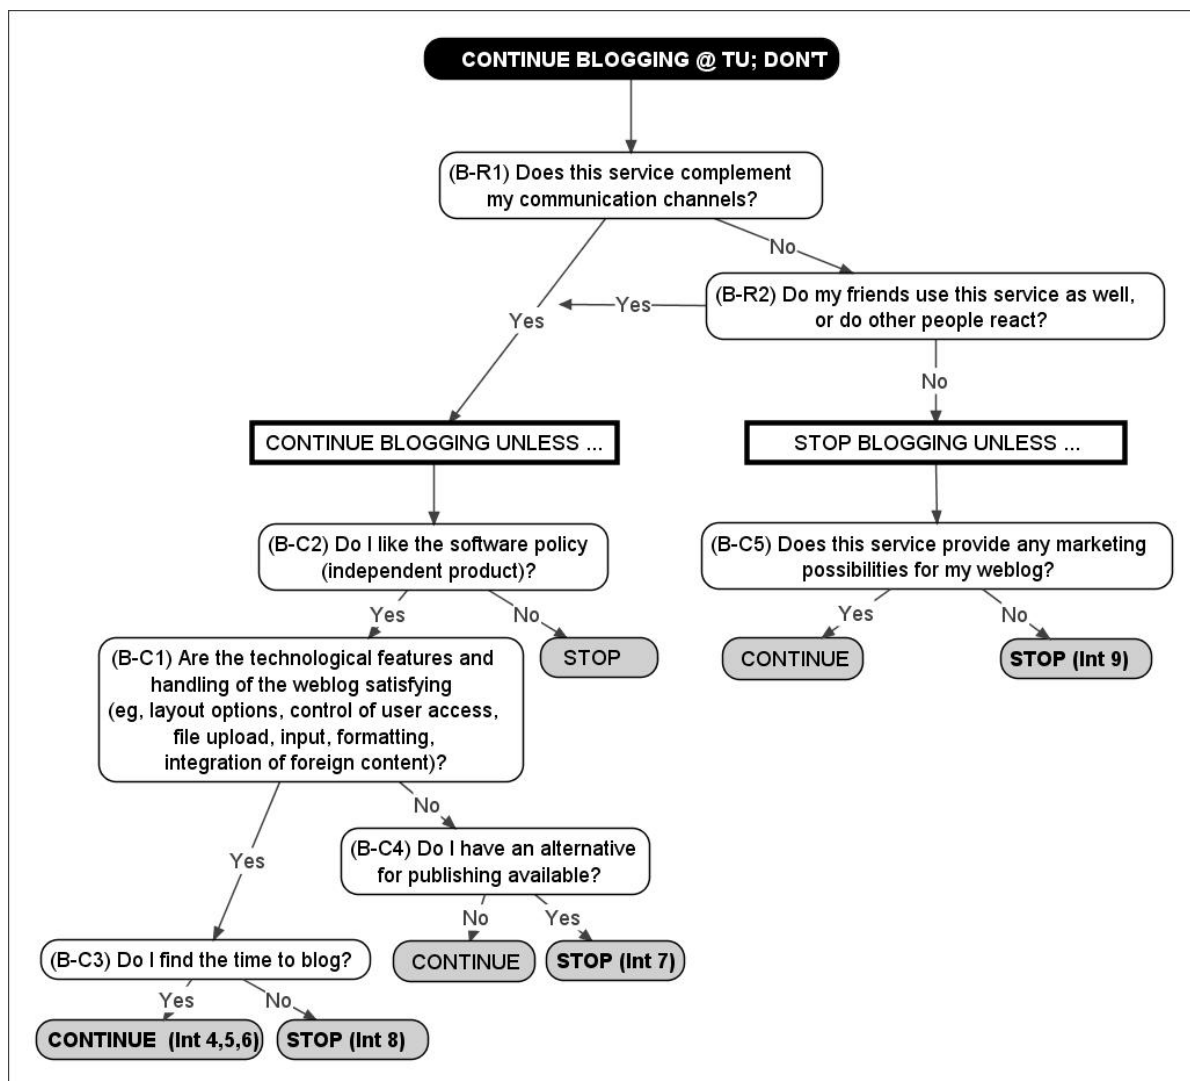 CONTINUE BLOGGING @ TU; DON'T
(B-R1) Does this service complement
my communication channels?
No
(B-R2) Do my friends use this service as well,
or do other people react?
Yes
Yes
No
CONTINUE BLOGGING UNLESS ...
STOP BLOGGING UNLESS ...
(B-C2) Do I like the software policy
(independent product)?
(B-C5) Does this service provide any marketing
possibilities for my weblog?
Yes
No
Yes
No
STOP
CONTINUE
STOP (Int 9)
(B-C1) Are the technological features and
handling of the weblog satisfying
(eg, layout options, control of user access,
file upload, input, formatting,
integration of foreign content)?
No
Yes
(B-C4) Do I have an alternative
for publishing available?
No
Yes
CONTINUE
STOP (Int 7)
(B-C3) Do I find the time to blog?
Yes
No
CONTINUE (Int 4,5,6)
STOP (Int 8)